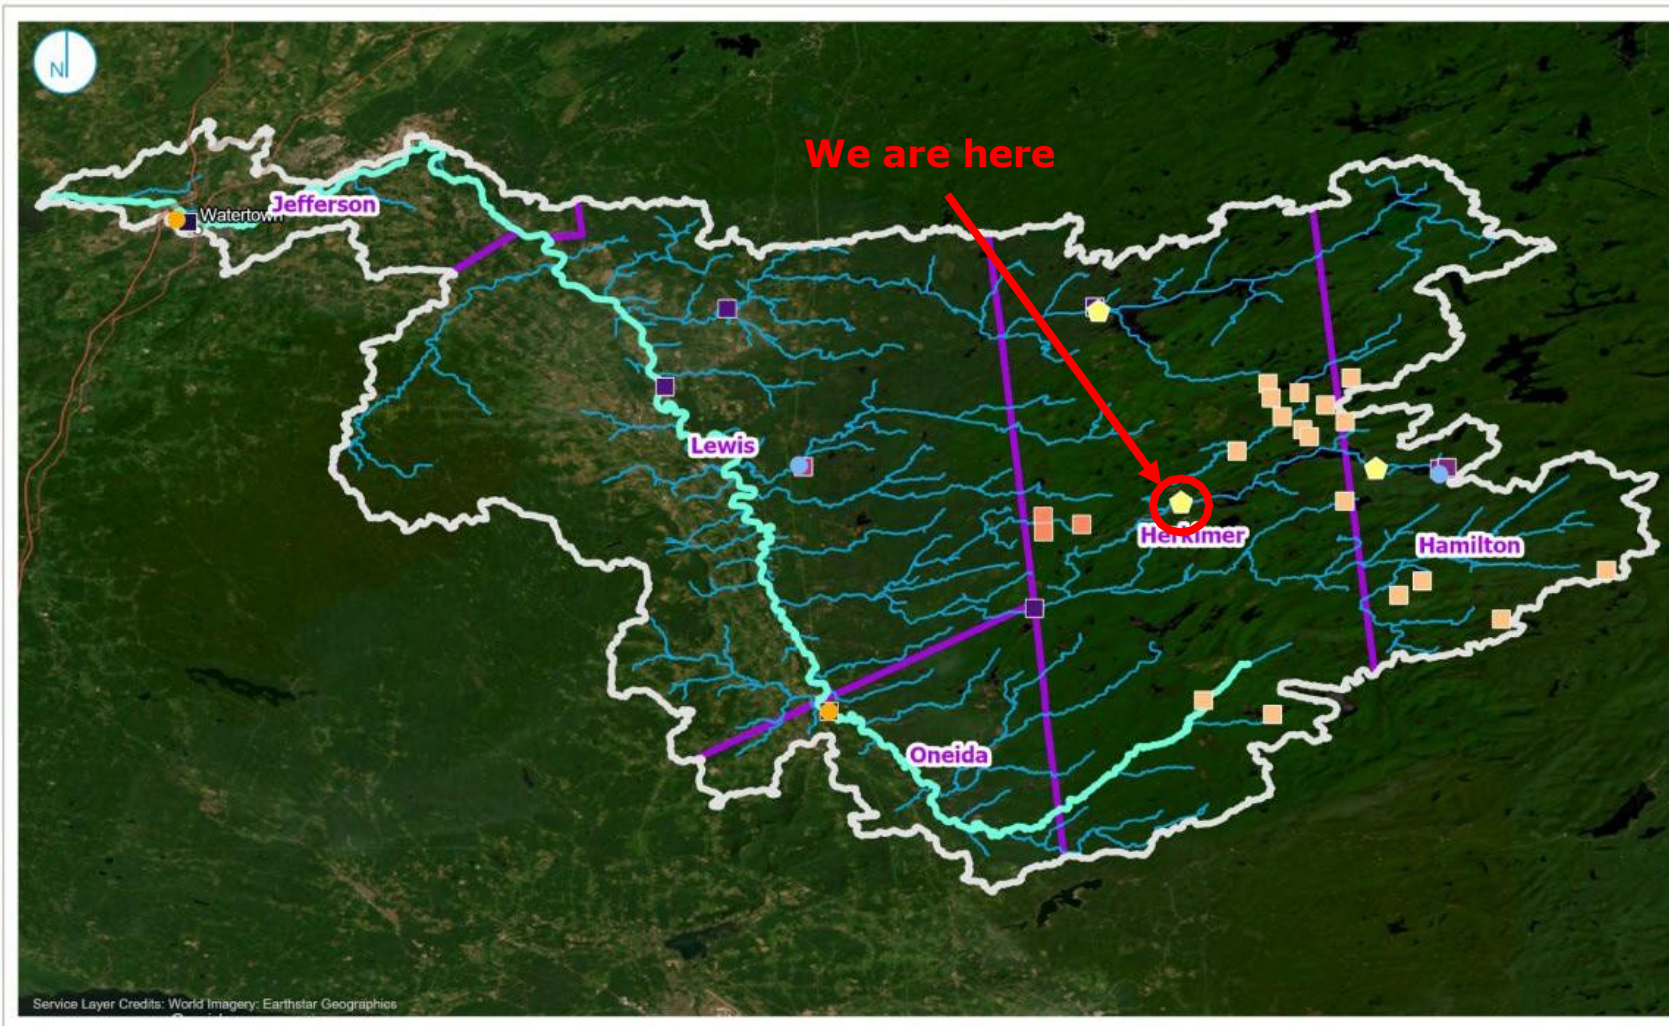 N
We are here
Jefferson
Watertown
Lewis
Herkimer
Hamilton
Oneida
Service Layer Credits: World Imagery: Earthstar Geographics